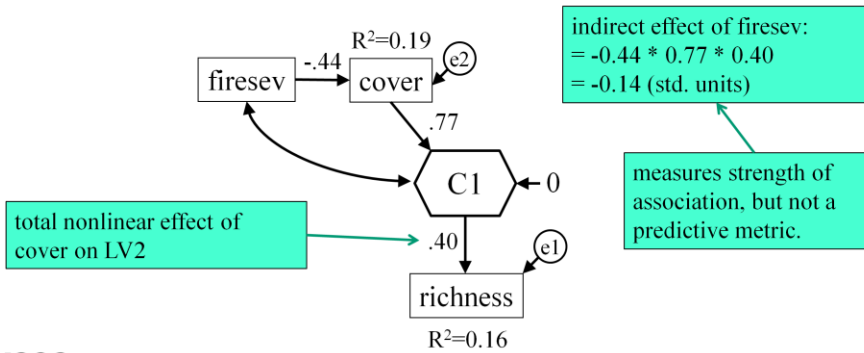 indirect effect of firesev:
= -0.44 * 0.77 * 0.40
= -0.14 (std. units)
R²=0.19
-.44
e2
firesev
cover
.77
measures strength of
association, but not a
predictive metric.
C1
0
total nonlinear effect of
cover on LV2
.40
e1
richness
R²=0.16